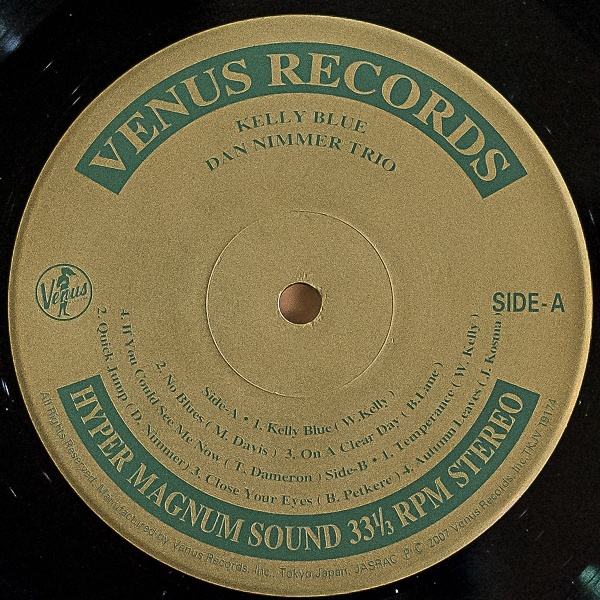 VENUS RECORDS
KELLY BLUE
DAN NIMMER TRIO
Venus
SIDE-A
Side-A • 1. Kelly Blue ( W. Kelly )
2. No Blues ( M. Davis ) 3. On A Clear Day ( B.Lane )
4. If You Could See Me Now ( T. Dameron ) Side-B • 1. Temperance ( W. Kelly )
2. Quick Jump ( D. Nimmer) 3. Close Your Eyes ( B. Petkere ) 4. Autumn Leaves ( J. Kosma )
HYPER MAGNUM SOUND 33⅓ RPM STEREO
All Rights Reserved. Manufactured by Venus Records, Inc., Tokyo Japan, JASRAC ℗ © 2007 Venus Records, Inc. TKJV-19174